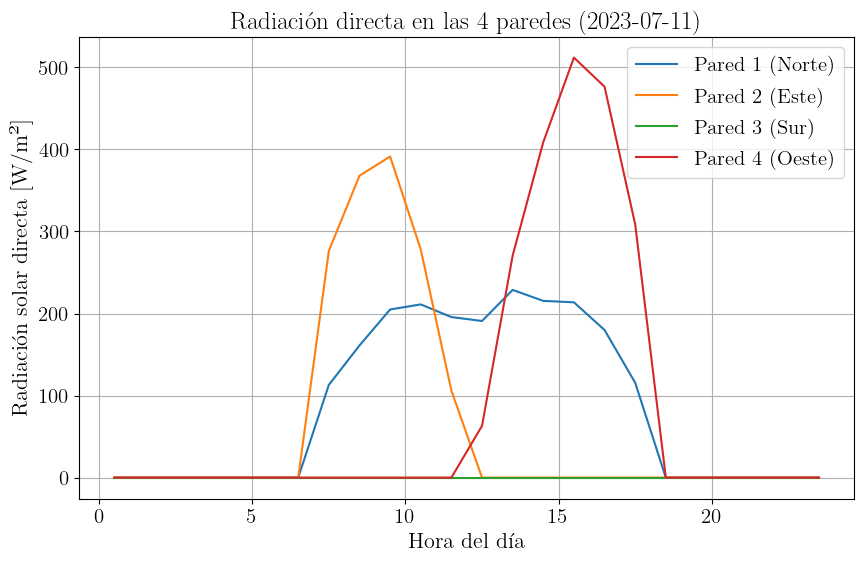 Radiación directa en las 4 paredes (2023-07-11)
Radiación solar directa [W/m²]
500
400
300
200
100
0
Pared 1 (Norte)
Pared 2 (Este)
Pared 3 (Sur)
Pared 4 (Oeste)
0 5 10 15 20
Hora del día